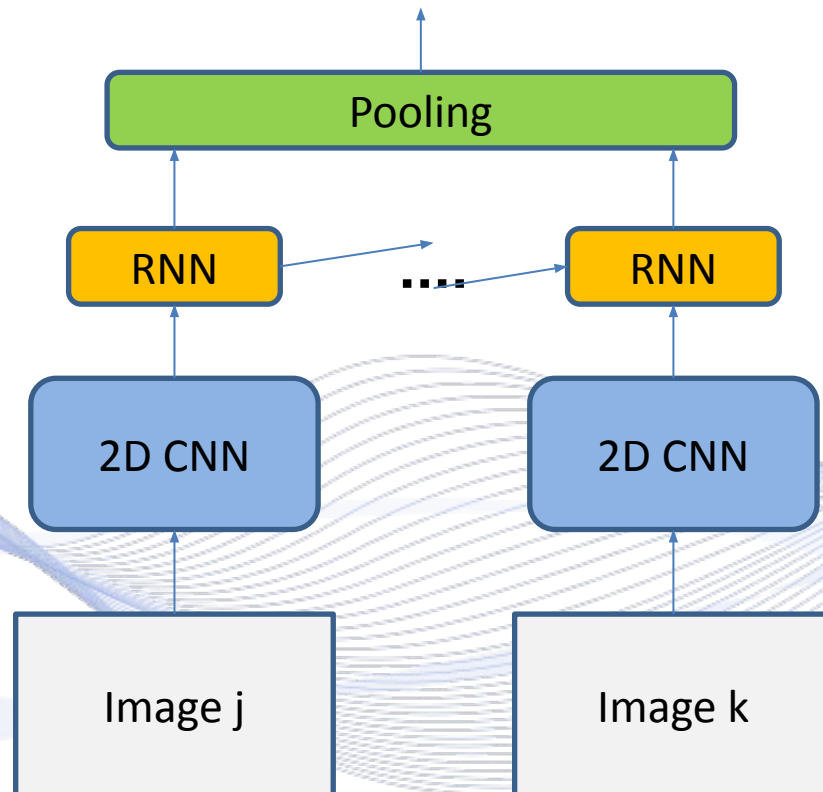 Pooling
RNN
....
RNN
2D CNN
2D CNN
Image j
Image k